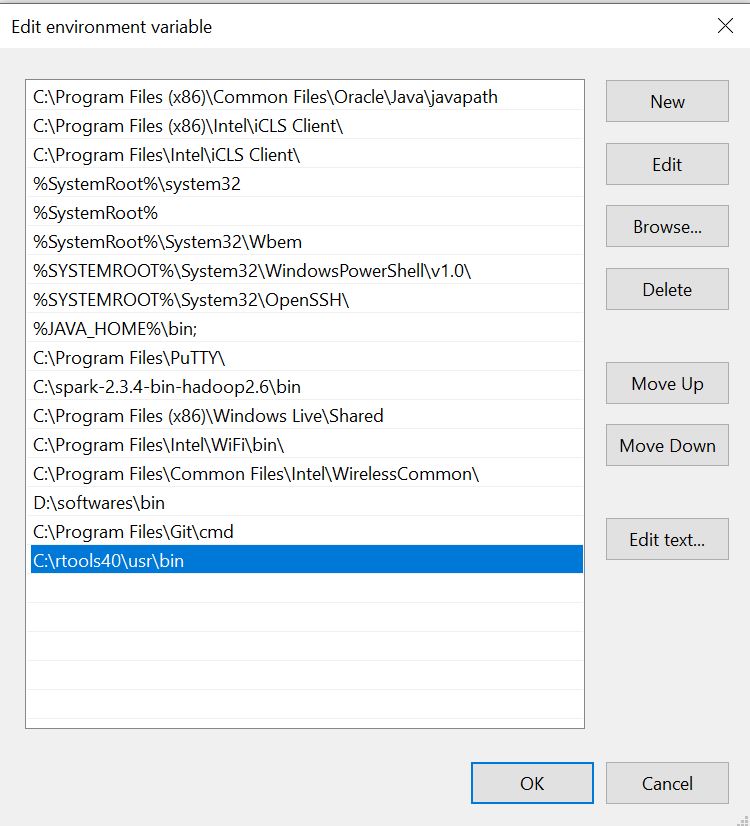 Edit environment variable
C:\Program Files (x86)\Common Files\Oracle\Java\javapath
C:\Program Files (x86)\Intel\iCLS Client\
C:\Program Files\Intel\iCLS Client\
%SystemRoot%\system32
%SystemRoot%
%SystemRoot%\System32\Wbem
%SYSTEMROOT%\System32\WindowsPowerShell\v1.0\
%SYSTEMROOT%\System32\OpenSSH\
%JAVA_HOME%\bin;
C:\Program Files\PuTTY\
C:\spark-2.3.4-bin-hadoop2.6\bin
C:\Program Files (x86)\Windows Live\Shared
C:\Program Files\Intel\WiFi\bin\
C:\Program Files\Common Files\Intel\WirelessCommon\
D:\softwares\bin
C:\Program Files\Git\cmd
C:\rtools40\usr\bin
New
Edit
Browse...
Delete
Move Up
Move Down
Edit text...
OK
Cancel